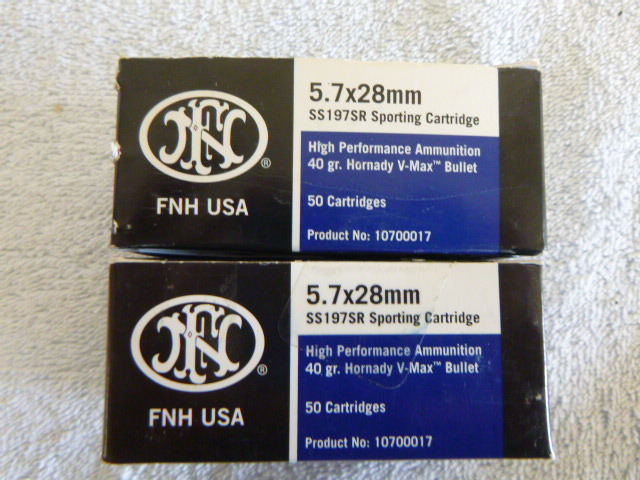 FN
®
FNH USA
5.7x28mm
SS197SR Sporting Cartridge
High Performance Ammunition
40 gr. Hornady V-Max™ Bullet
50 Cartridges
Product No: 10700017
FN
®
FNH USA
5.7x28mm
SS197SR Sporting Cartridge
High Performance Ammunition
40 gr. Hornady V-Max™ Bullet
50 Cartridges
Product No: 10700017